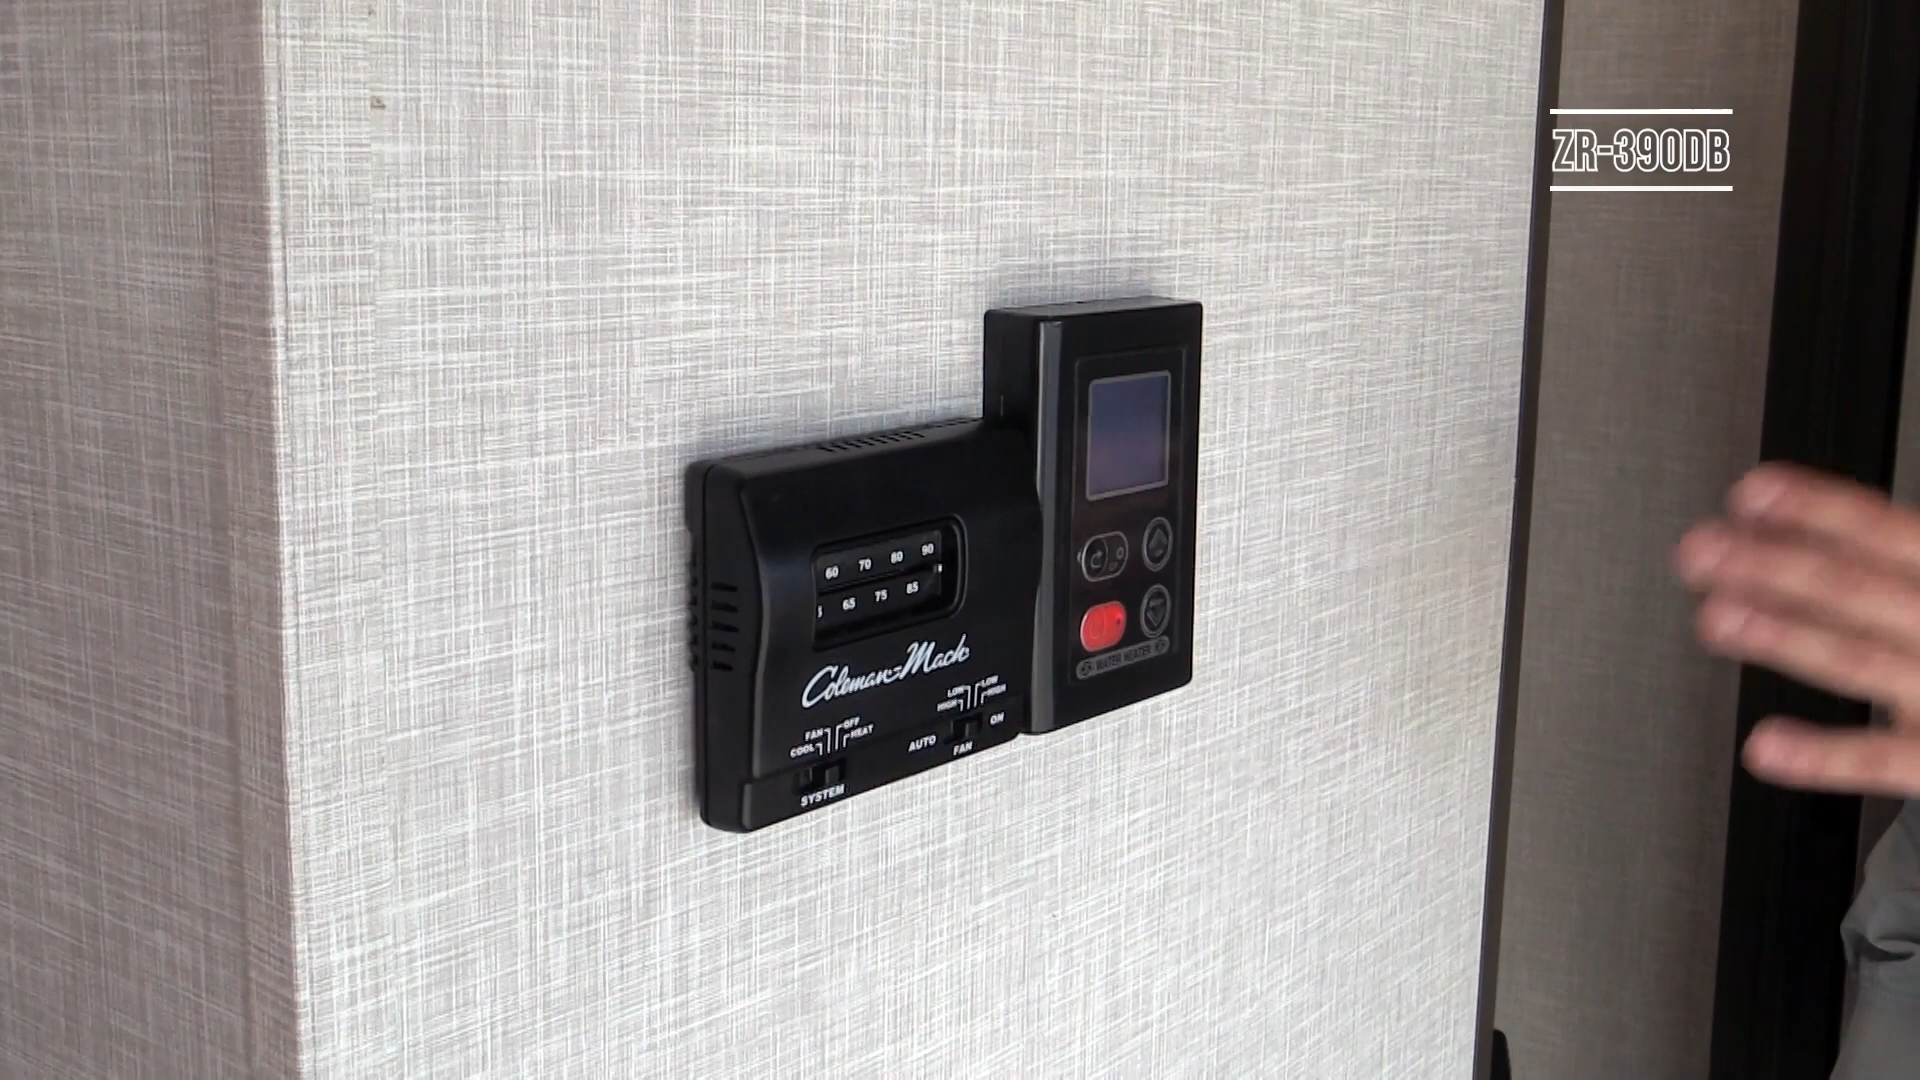 ZR-390DB
60 70 80 90
65 75 85
Coleman-Mach
LOW LOW
HIGH HIGH
AUTO ON
FAN
FAN OFF
COOL HEAT
SYSTEM
WATER HEATER